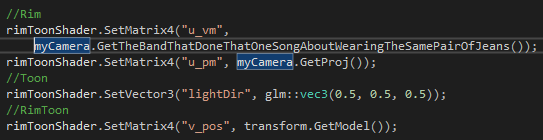 //Rim
rimToonShader.SetMatrix4("u_vm",
myCamera.GetTheBandThatDoneThatOneSongAboutWearingTheSamePairOfJeans());
rimToonShader.SetMatrix4("u_pm", myCamera.GetProj());
//Toon
rimToonShader.SetVector3("lightDir", glm::vec3(0.5, 0.5, 0.5));
//RimToon
rimToonShader.SetMatrix4("v_pos", transform.GetModel());